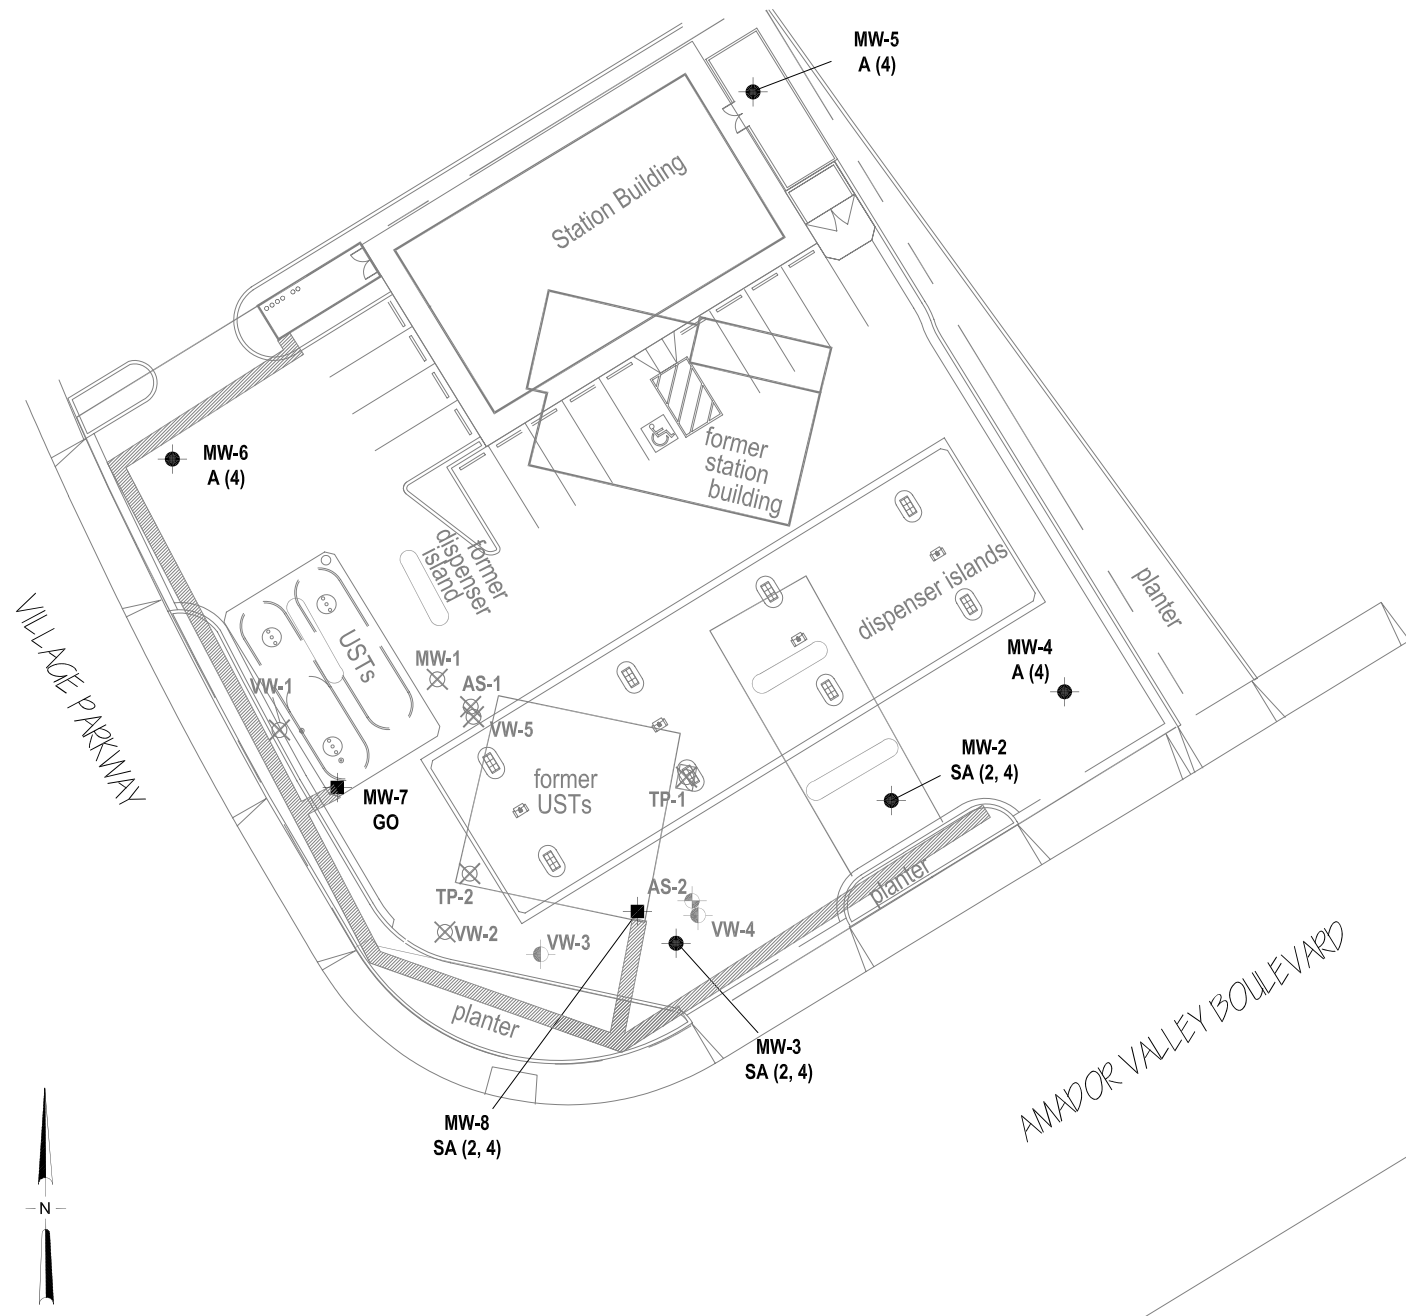 MW-5
A (4)
Station Building
MW-6
A (4)
former
station
building
former
dispenser
island
dispenser islands
planter
VILLAGE PARKWAY
USTs
MW-1
AS-1
VW-1
VW-5
MW-4
A (4)
MW-2
SA (2, 4)
former
USTs
TP-1
MW-7
GO
TP-2
AS-2
planter
VW-2
VW-3
VW-4
planter
MW-3
SA (2, 4)
AMADOR VALLEY BOULEVARD
MW-8
SA (2, 4)
N